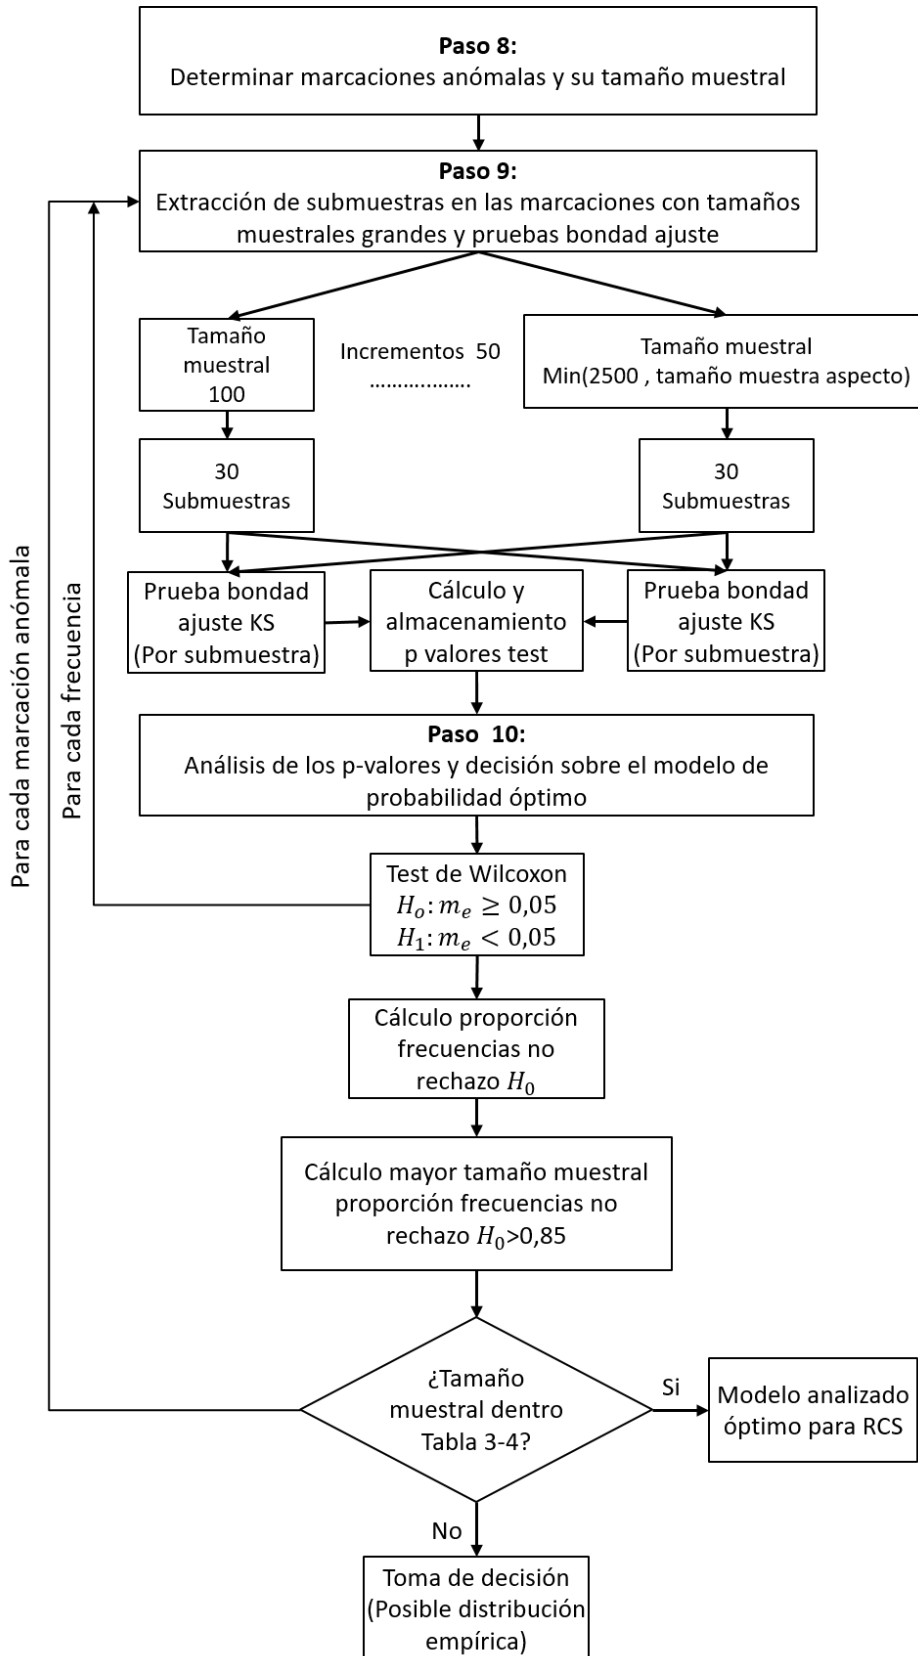 Paso 8:
Determinar marcaciones anómalas y su tamaño muestral
Paso 9:
Extracción de submuestras en las marcaciones con tamaños
muestrales grandes y pruebas bondad ajuste
Tamaño
muestral
100
Incrementos 50
...................
Tamaño muestral
Min(2500 , tamaño muestra aspecto)
30
Submuestras
30
Submuestras
Prueba bondad
ajuste KS
(Por submuestra)
Cálculo y
almacenamiento
p valores test
Prueba bondad
ajuste KS
(Por submuestra)
Paso 10:
Análisis de los p-valores y decisión sobre el modelo de
probabilidad óptimo
Test de Wilcoxon
H_o: m_e ≥ 0,05
H_1: m_e < 0,05
Cálculo proporción
frecuencias no
rechazo H_0
Cálculo mayor tamaño muestral
proporción frecuencias no
rechazo H_0>0,85
¿Tamaño
muestral dentro
Tabla 3-4?
Si
Modelo analizado
óptimo para RCS
No
Toma de decisión
(Posible distribución
empírica)
Para cada marcación anómala
Para cada frecuencia